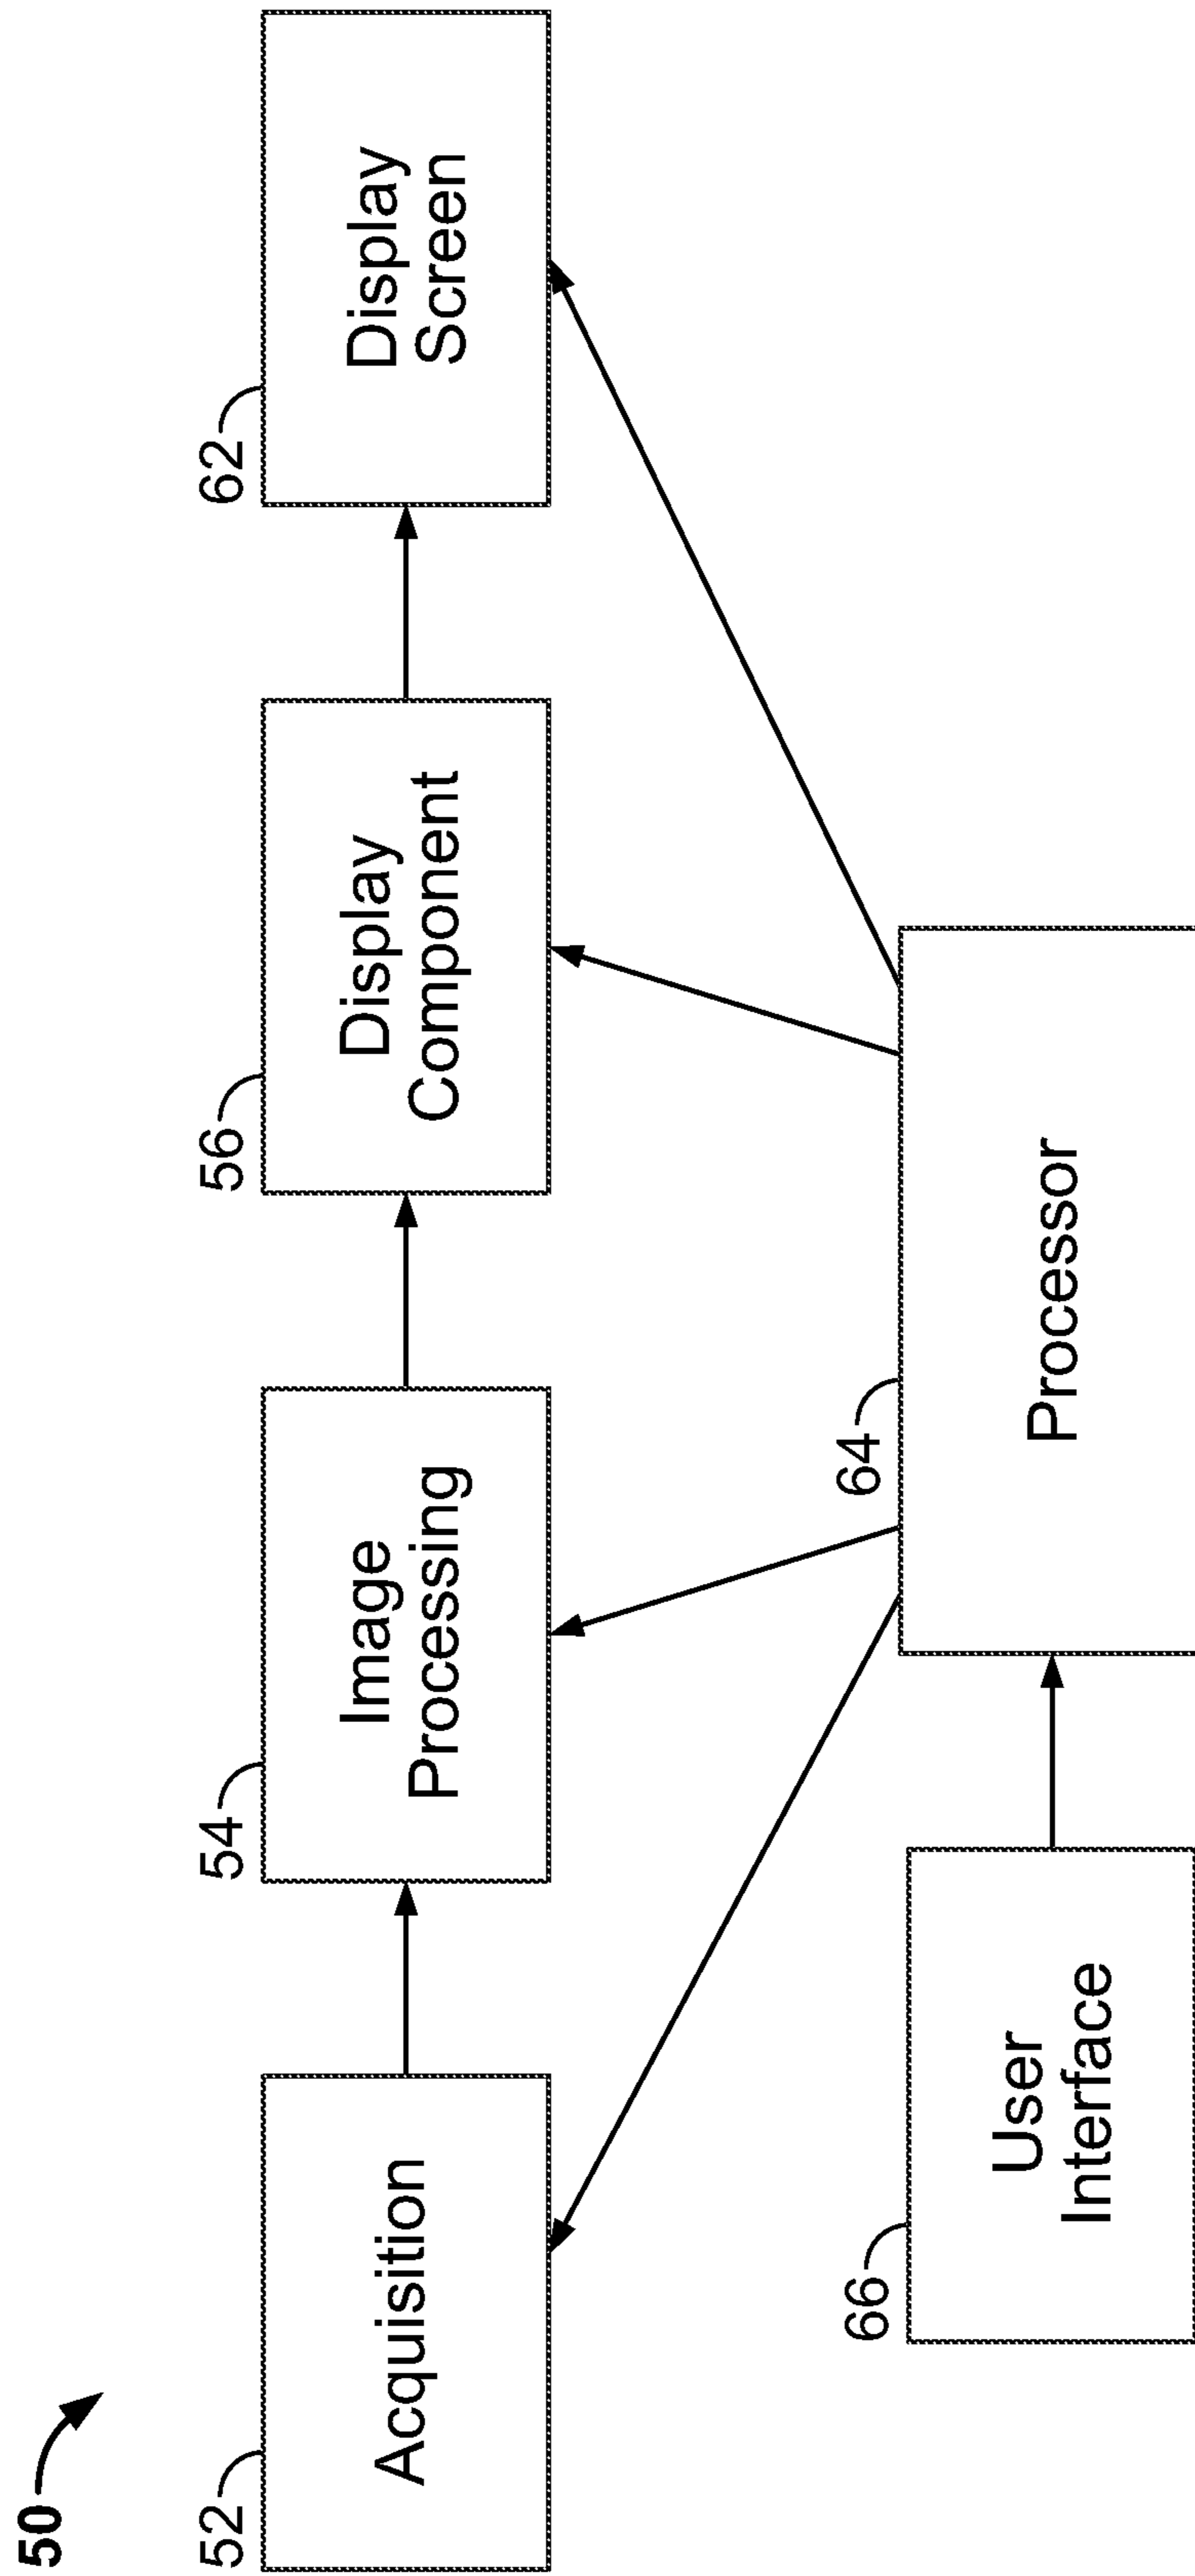 50
52
Acquisition
54
Image
Processing
56
Display
Component
62
Display
Screen
66
User
Interface
64
Processor